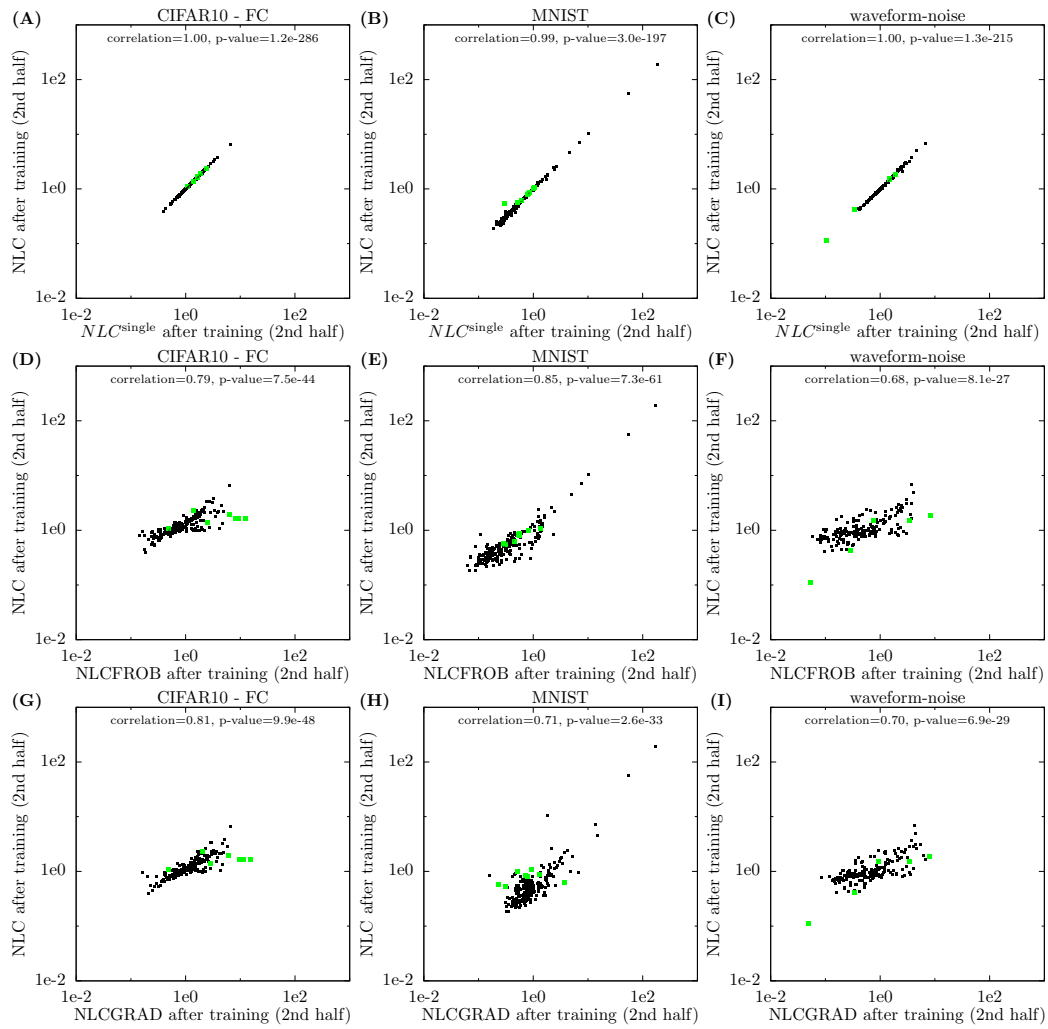 (A) CIFAR10 - FC
correlation=1.00, p-value=1.2e-286
NLC after training (2nd half)
1e2
1e0
1e-2
1e-2 1e0 1e2
NLC^single after training (2nd half)
(B) MNIST
correlation=0.99, p-value=3.0e-197
NLC after training (2nd half)
1e2
1e0
1e-2
1e-2 1e0 1e2
NLC^single after training (2nd half)
(C) waveform-noise
correlation=1.00, p-value=1.3e-215
NLC after training (2nd half)
1e2
1e0
1e-2
1e-2 1e0 1e2
NLC^single after training (2nd half)
(D) CIFAR10 - FC
correlation=0.79, p-value=7.5e-44
NLC after training (2nd half)
1e2
1e0
1e-2
1e-2 1e0 1e2
NLCFROB after training (2nd half)
(E) MNIST
correlation=0.85, p-value=7.3e-61
NLC after training (2nd half)
1e2
1e0
1e-2
1e-2 1e0 1e2
NLCFROB after training (2nd half)
(F) waveform-noise
correlation=0.68, p-value=8.1e-27
NLC after training (2nd half)
1e2
1e0
1e-2
1e-2 1e0 1e2
NLCFROB after training (2nd half)
(G) CIFAR10 - FC
correlation=0.81, p-value=9.9e-48
NLC after training (2nd half)
1e2
1e0
1e-2
1e-2 1e0 1e2
NLCGRAD after training (2nd half)
(H) MNIST
correlation=0.71, p-value=2.6e-33
NLC after training (2nd half)
1e2
1e0
1e-2
1e-2 1e0 1e2
NLCGRAD after training (2nd half)
(I) waveform-noise
correlation=0.70, p-value=6.9e-29
NLC after training (2nd half)
1e2
1e0
1e-2
1e-2 1e0 1e2
NLCGRAD after training (2nd half)